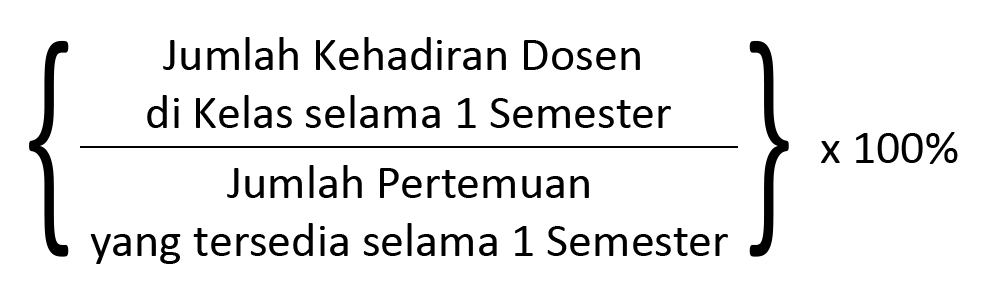 Jumlah Kehadiran Dosen
di Kelas selama 1 Semester
x 100%
Jumlah Pertemuan
yang tersedia selama 1 Semester